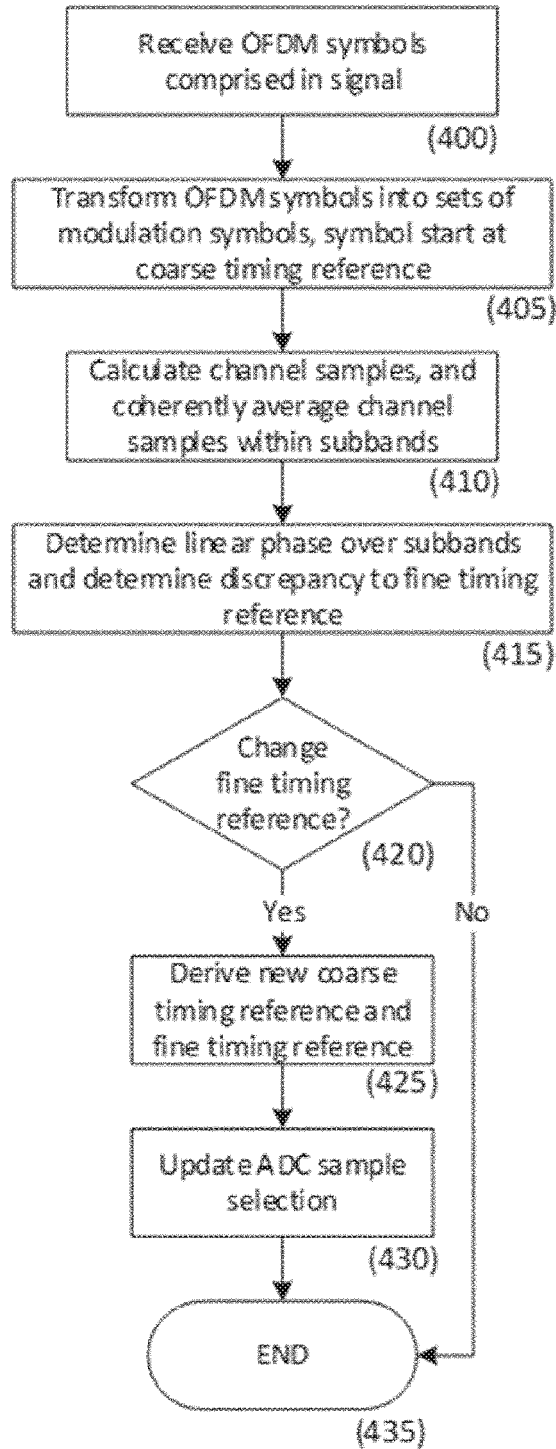 Receive OFDM symbols
comprised in signal
(400)
Transform OFDM symbols into sets of
modulation symbols, symbol start at
coarse timing reference
(405)
Calculate channel samples, and
coherently average channel
samples within subbands
(410)
Determine linear phase over subbands
and determine discrepancy to fine timing
reference
(415)
Change
fine timing
reference?
(420)
Yes
No
Derive new coarse
timing reference and
fine timing reference
(425)
Update ADC sample
selection
(430)
END
(435)